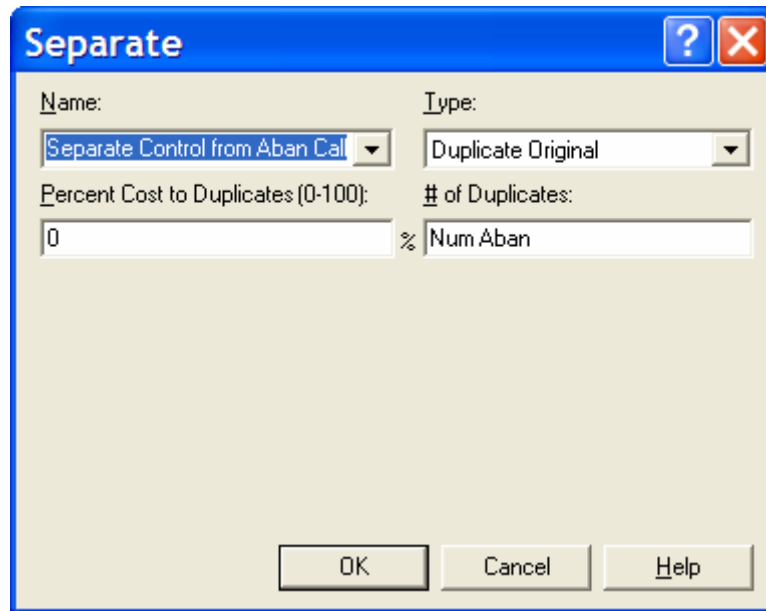 Separate
Name: Type:
Separate Control from Aban Call Duplicate Original
Percent Cost to Duplicates (0-100): # of Duplicates:
0 % Num Aban
OK Cancel Help